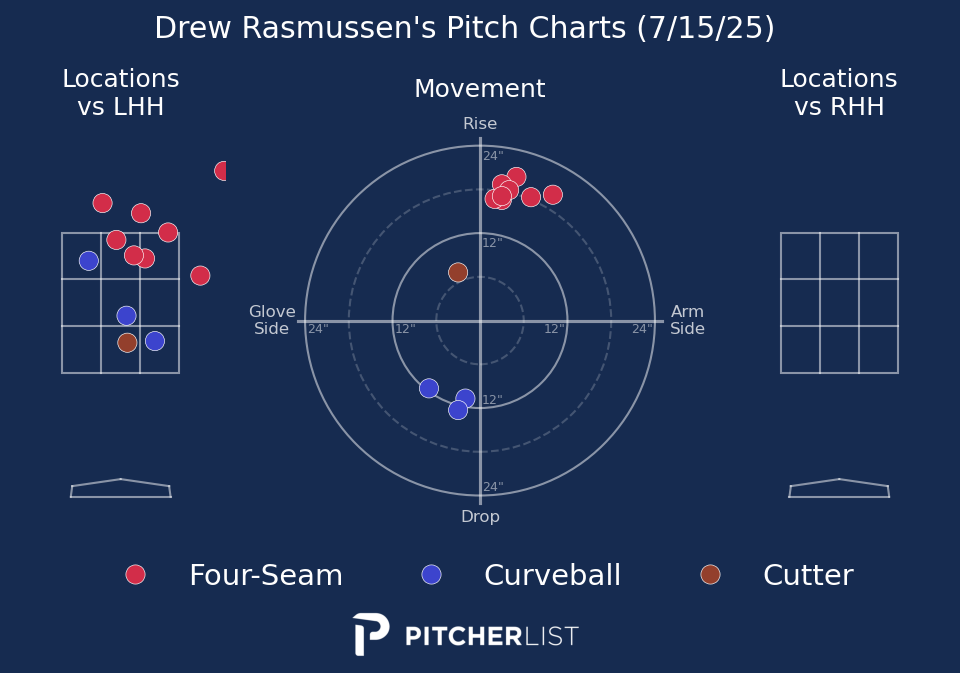 Drew Rasmussen's Pitch Charts (7/15/25)
Locations
vs LHH
Movement
Locations
vs RHH
Rise
24"
12"
Glove
Side
24"
12"
12"
24"
Arm
Side
12"
24"
Drop
Four-Seam
Curveball
Cutter
PITCHERLIST